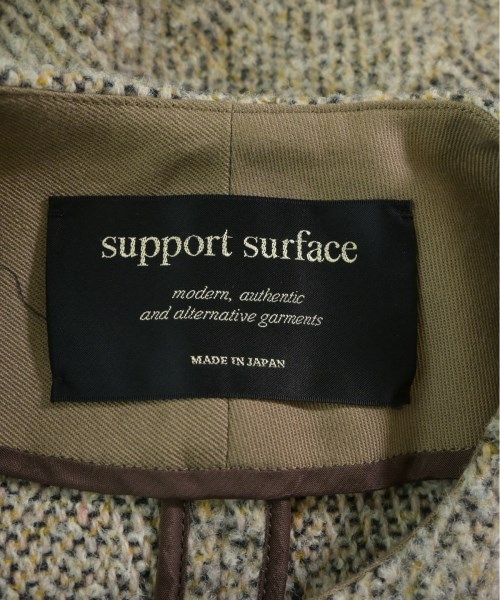 support surface
modern, authentic
and alternative garments
MADE IN JAPAN